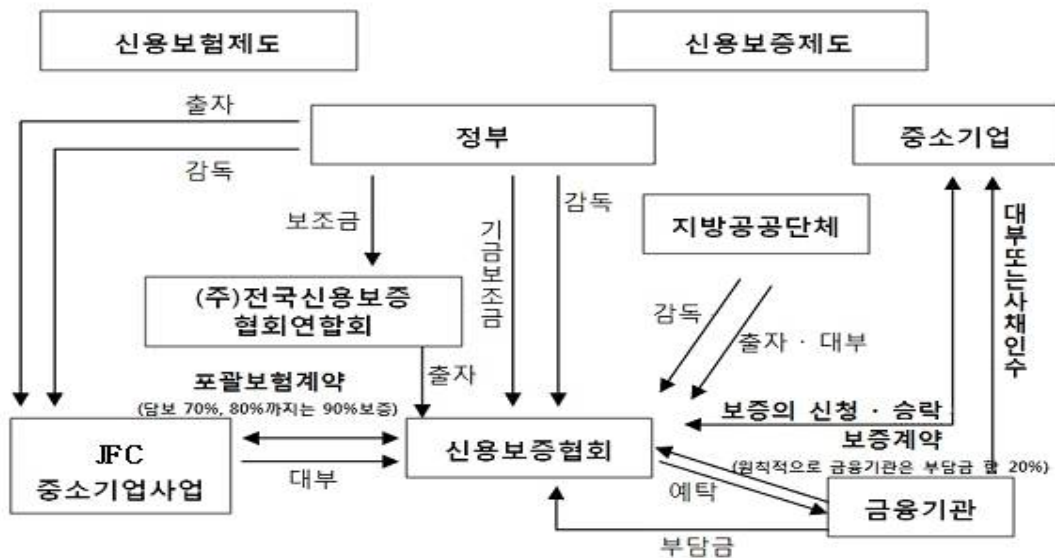 신용보험제도
신용보증제도
출자
정부
중소기업
감독
보조금
기금보조금
감독
지방공공단체
대부또는사채인수
(주)전국신용보증
협회연합회
감독
출자 · 대부
출자
포괄보험계약
(담보 70%, 80%까지는 90%보증)
보증의 신청 · 승락
보증계약
(원칙적으로 금융기관은 부담금 할 20%)
JFC
중소기업사업
대부
신용보증협회
예탁
금융기관
부담금